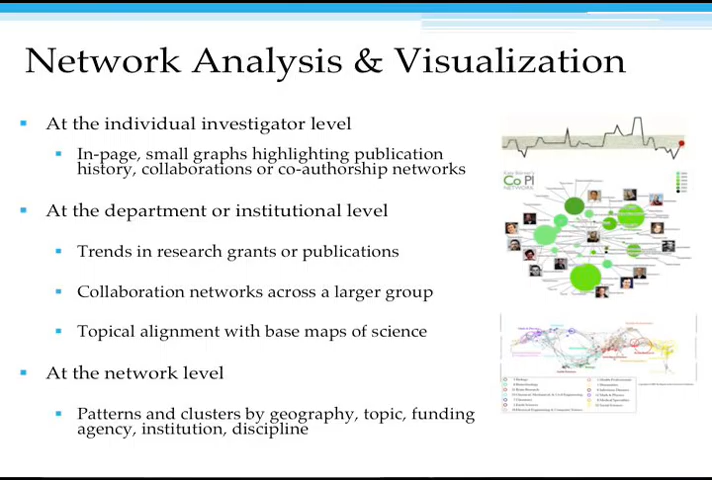 Network Analysis & Visualization
At the individual investigator level
In-page, small graphs highlighting publication
history, collaborations or co-authorship networks
At the department or institutional level
Trends in research grants or publications
Collaboration networks across a larger group
Topical alignment with base maps of science
At the network level
Patterns and clusters by geography, topic, funding
agency, institution, discipline
Co PI
NETWORK